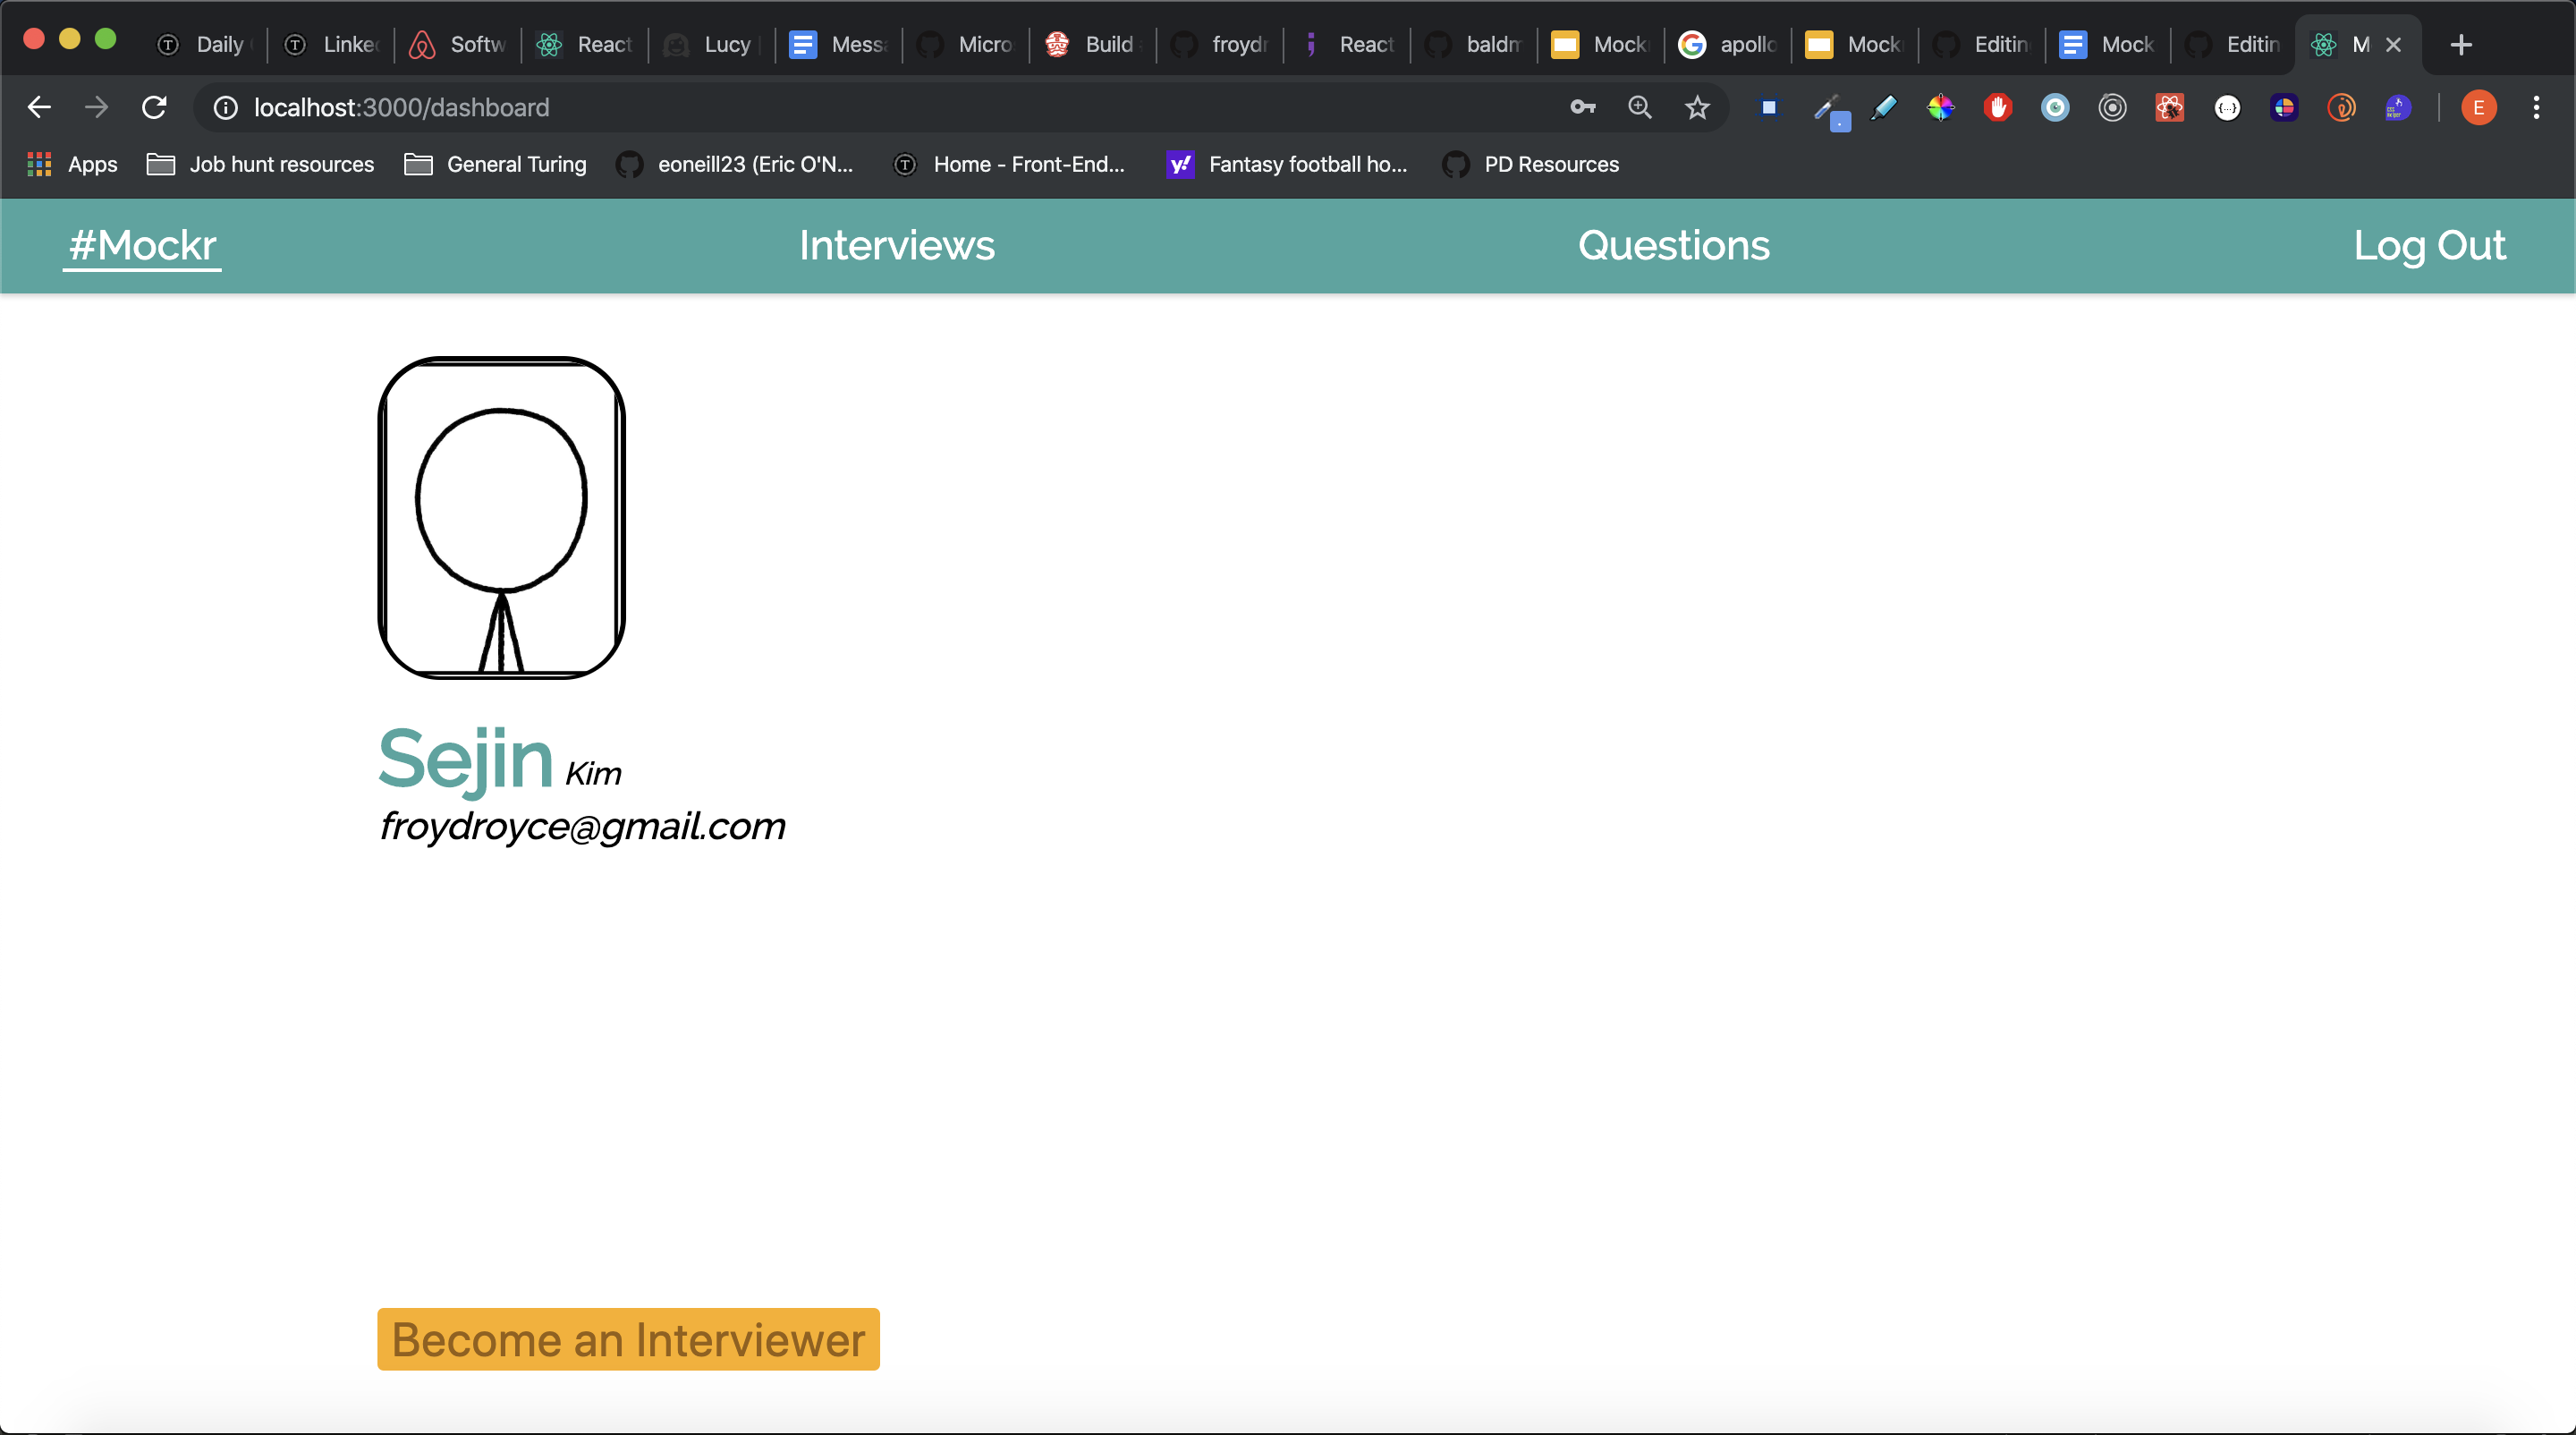 Daily Linked Softw React Lucy Messa Micro Build froydr React baldm Mock apollo Mock Editin Mock Editin M
localhost:3000/dashboard E
Apps Job hunt resources General Turing eoneill23 (Eric O'N... Home - Front-End... Fantasy football ho... PD Resources
#Mockr Interviews Questions Log Out
Sejin Kim
froydroyce@gmail.com
Become an Interviewer